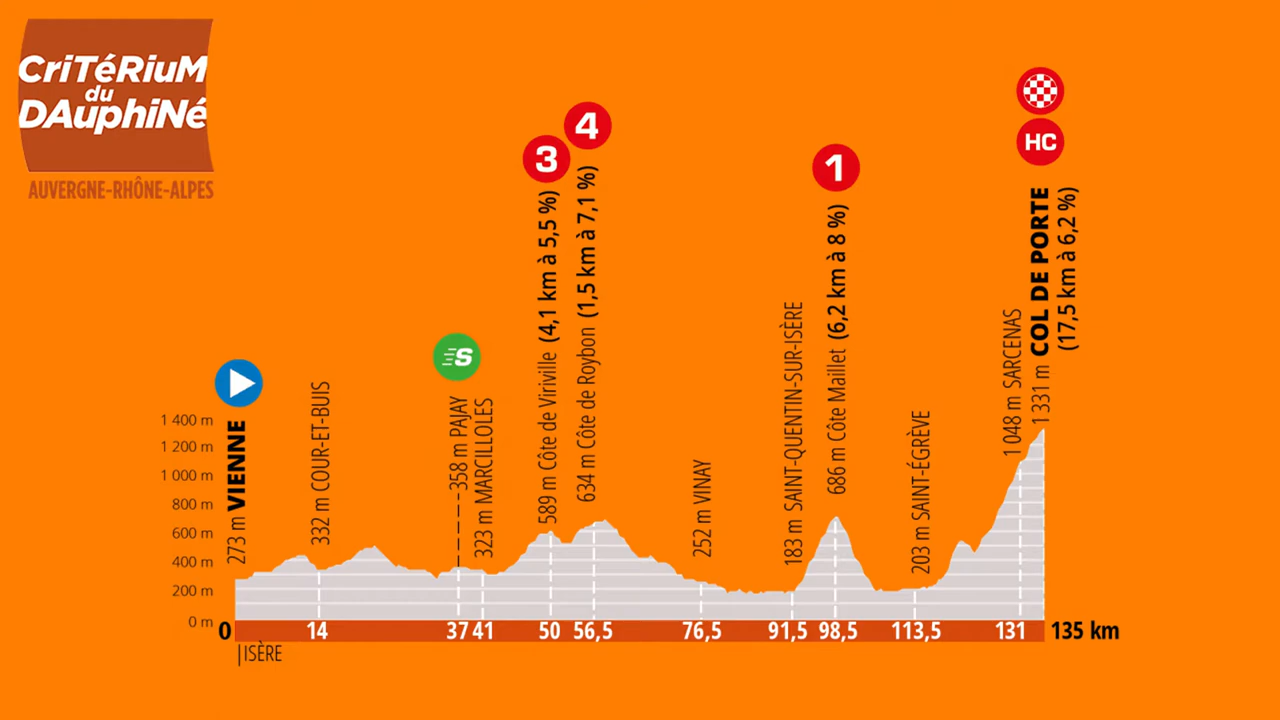 CriTéRiuM
du
DAuphiNé
AUVERGNE-RHÔNE-ALPES
1 400 m
1 200 m
1 000 m
800 m
600 m
400 m
200 m
0 m
273 m VIENNE
332 m COUR-ET-BUIS
S
358 m PAJAY
323 m MARCILLOLES
3
589 m Côte de Viriville (4,1 km à 5,5 %)
4
634 m Côte de Roybon (1,5 km à 7,1 %)
252 m VINAY
183 m SAINT-QUENTIN-SUR-ISÈRE
1
686 m Côte Maillet (6,2 km à 8 %)
203 m SAINT-ÉGRÈVE
1 048 m SARCENAS
HC
1 331 m COL DE PORTE
(17,5 km à 6,2 %)
0 14 37 41 50 56,5 76,5 91,5 98,5 113,5 131 135 km
ISÈRE